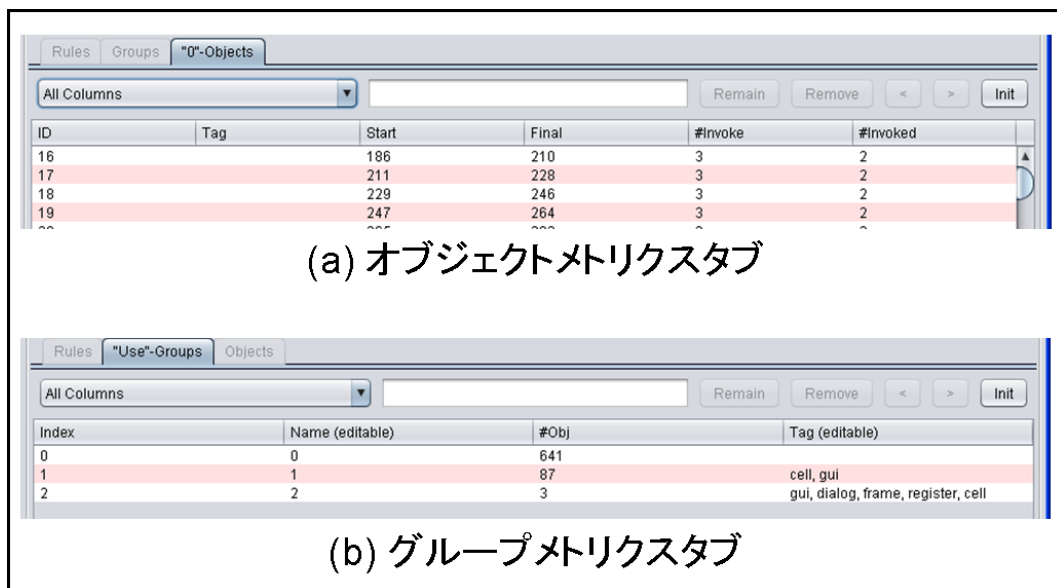 Rules Groups "0"-Objects
All Columns Remain Remove < > Init
ID Tag Start Final #Invoke #Invoked
16 186 210 3 2
17 211 228 3 2
18 229 246 3 2
19 247 264 3 2
(a) オブジェクトメトリクスタブ
Rules "Use"-Groups Objects
All Columns Remain Remove < > Init
Index Name (editable) #Obj Tag (editable)
0 0 641
1 1 87 cell, gui
2 2 3 gui, dialog, frame, register, cell
(b) グループメトリクスタブ